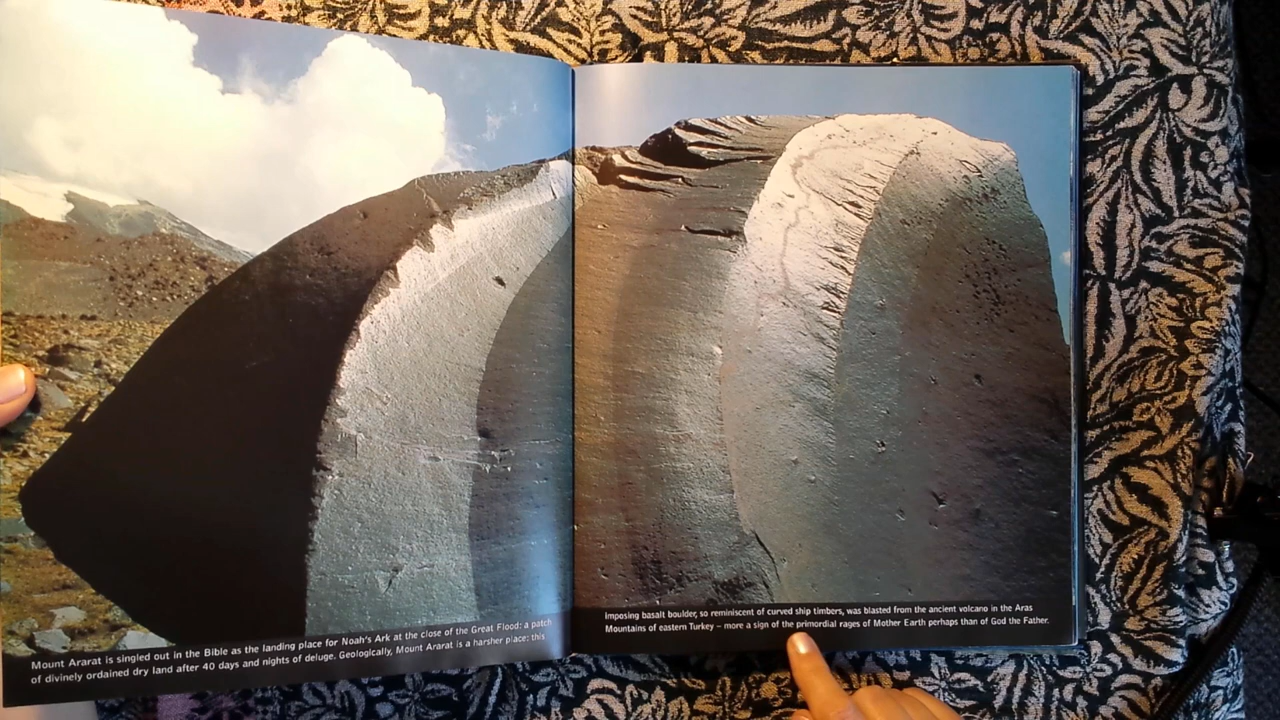 Mount Ararat is singled out in the Bible as the landing place for Noah's Ark at the close of the Great Flood: a patch
of divinely ordained dry land after 40 days and nights of deluge. Geologically, Mount Ararat is a harsher place: this
Imposing basalt boulder, so reminiscent of curved ship timbers, was blasted from the ancient volcano in the Aras
Mountains of eastern Turkey – more a sign of the primordial rages of Mother Earth perhaps than of God the Father.